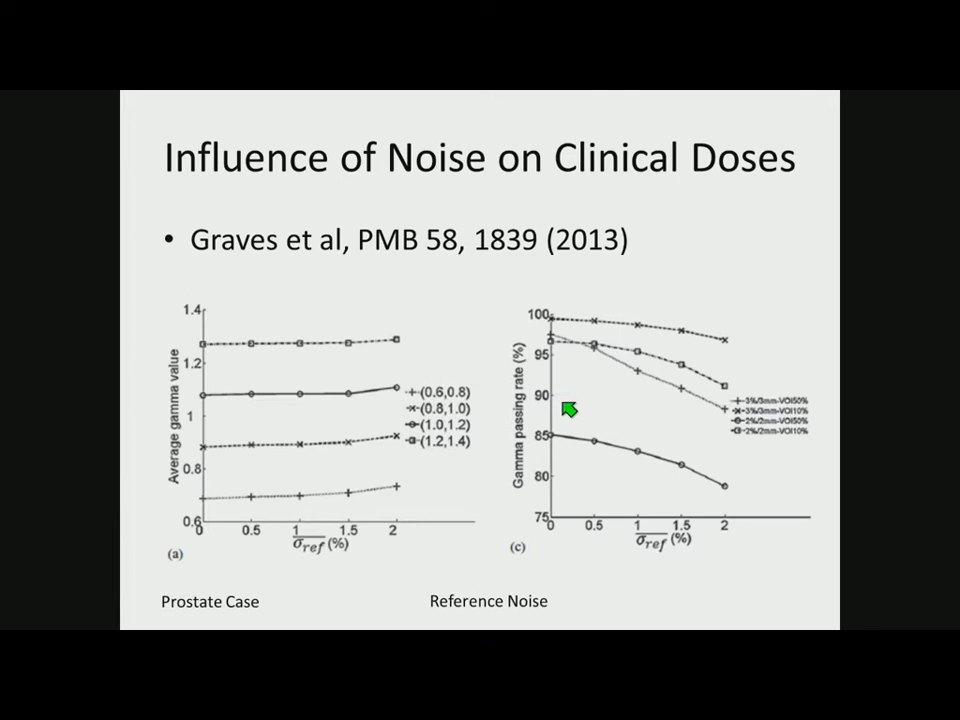 Influence of Noise on Clinical Doses
• Graves et al, PMB 58, 1839 (2013)
1.4
1.2
1
0.8
0.6
Average gamma value
0 0.5 1 1.5 2
σref (%)
(0.6,0.8)
(0.8,1.0)
(1.0,1.2)
(1.2,1.4)
(a)
100
95
90
85
80
75
Gamma passing rate (%)
0 0.5 1 1.5 2
σref (%)
3%/3mm-VOI50%
3%/3mm-VOI10%
2%/2mm-VOI50%
2%/2mm-VOI10%
(c)
Prostate Case
Reference Noise